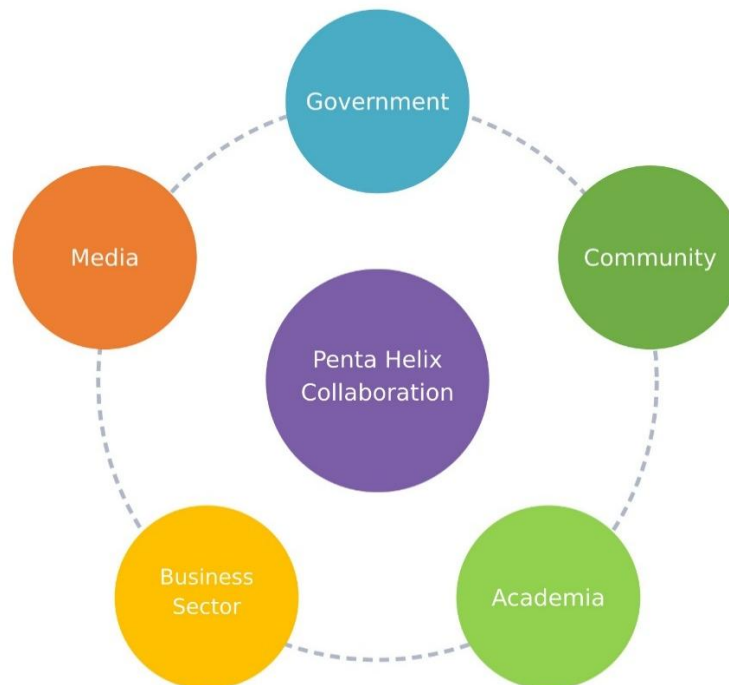 Government
Media
Community
Penta Helix
Collaboration
Business
Sector
Academia